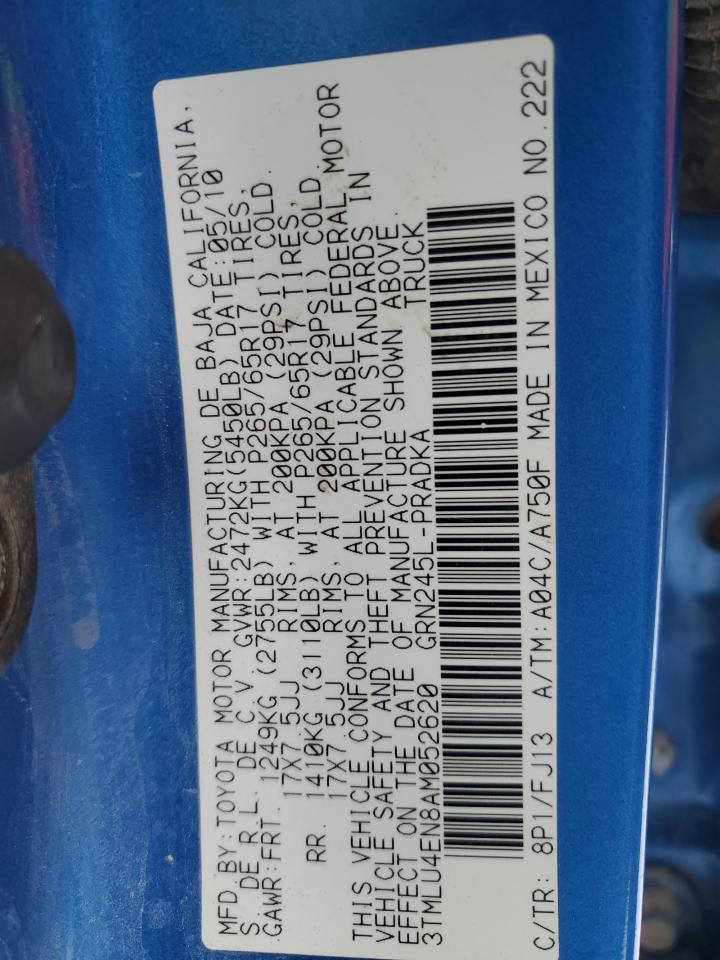 MFD BY:TOYOTA MOTOR MANUFACTURING DE BAJA CALIFORNIA,
S DE R.L. DE C.V GVWR:2472KG(5450LB)DATE:05/10
GAWR:FRT. 1249KG (2755LB) WITH P265/65R17 TIRES,
17X7.5JJ RIMS, AT 200KPA (29PSI) COLD.
RR. 1410KG (3110LB) WITH P265/65R17 TIRES,
17X7.5JJ RIMS, AT 200KPA (29PSI) COLD.
THIS VEHICLE CONFORMS TO ALL APPLICABLE FEDERAL MOTOR
VEHICLE SAFETY AND THEFT PREVENTION STANDARDS IN
EFFECT ON THE DATE OF MANUFACTURE SHOWN ABOVE.
3TMLU4EN8AM052620 GRN245L-PRADKA TRUCK
C/TR: 8P1/FJ13 A/TM:A04C/A750F MADE IN MEXICO NO.222